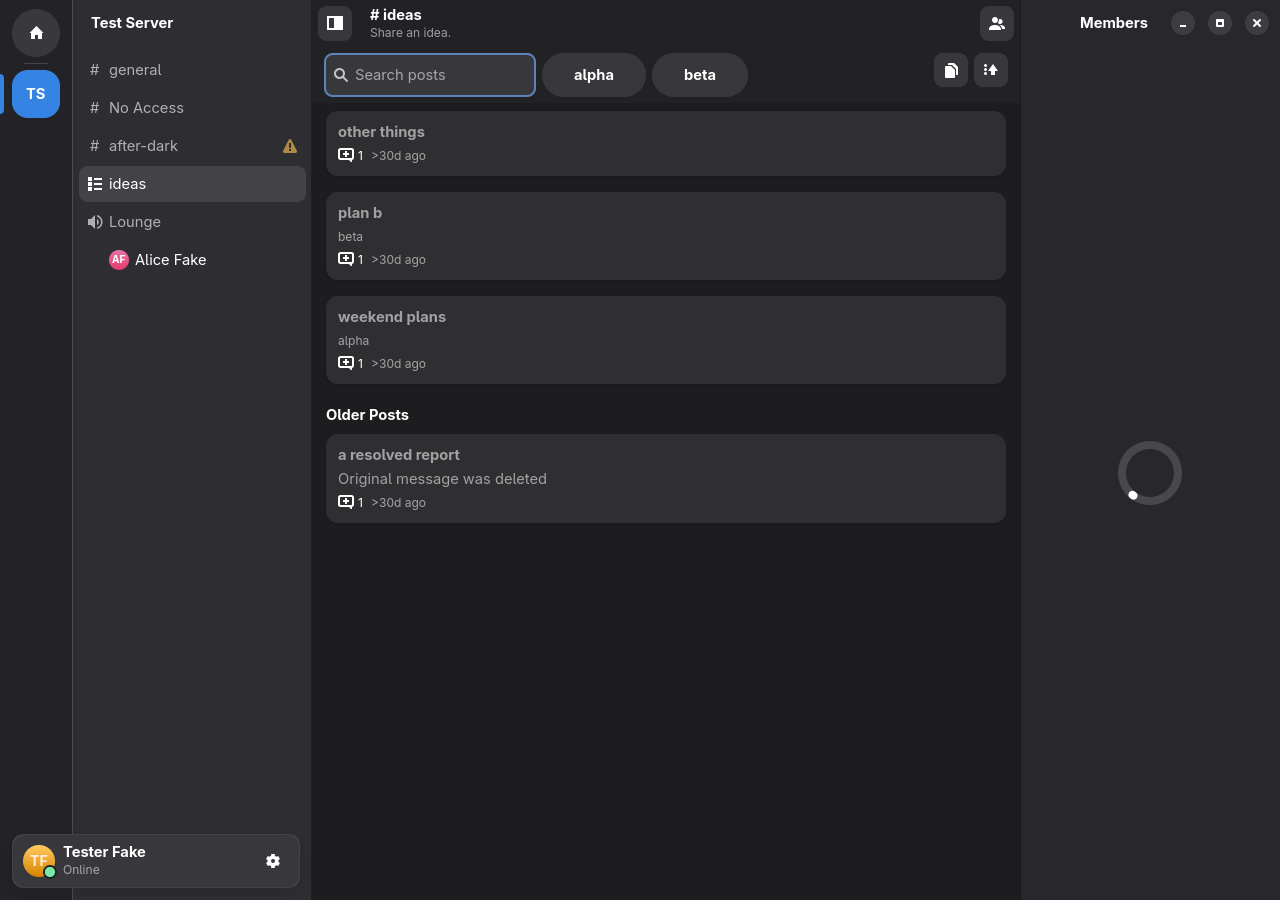 TS
Test Server
# general
# No Access
# after-dark
ideas
Lounge
AF Alice Fake
TF
Tester Fake
Online
# ideas
Share an idea.
Search posts
alpha
beta
other things
1 >30d ago
plan b
beta
1 >30d ago
weekend plans
alpha
1 >30d ago
Older Posts
a resolved report
Original message was deleted
1 >30d ago
Members